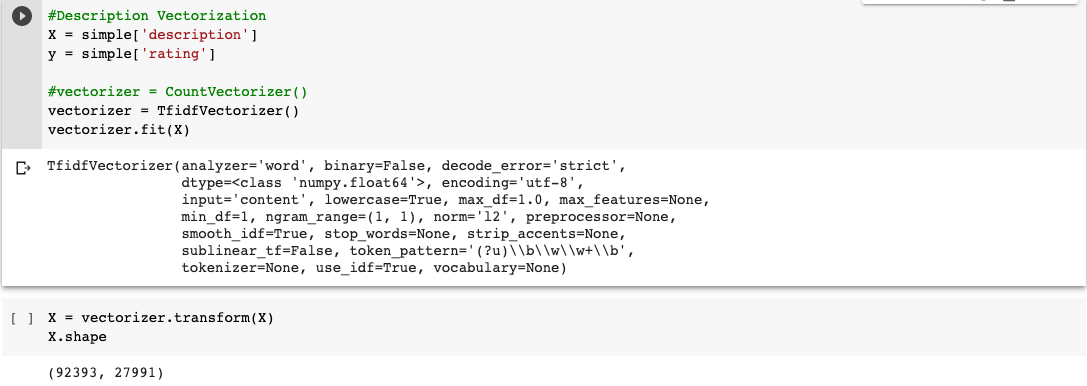 #Description Vectorization
X = simple['description']
y = simple['rating']
#vectorizer = CountVectorizer()
vectorizer = TfidfVectorizer()
vectorizer.fit(X)
TfidfVectorizer(analyzer='word', binary=False, decode_error='strict',
dtype=<class 'numpy.float64'>, encoding='utf-8',
input='content', lowercase=True, max_df=1.0, max_features=None,
min_df=1, ngram_range=(1, 1), norm='l2', preprocessor=None,
smooth_idf=True, stop_words=None, strip_accents=None,
sublinear_tf=False, token_pattern='(?u)\\b\\w\\w+\\b',
tokenizer=None, use_idf=True, vocabulary=None)
[ ] X = vectorizer.transform(X)
X.shape
(92393, 27991)